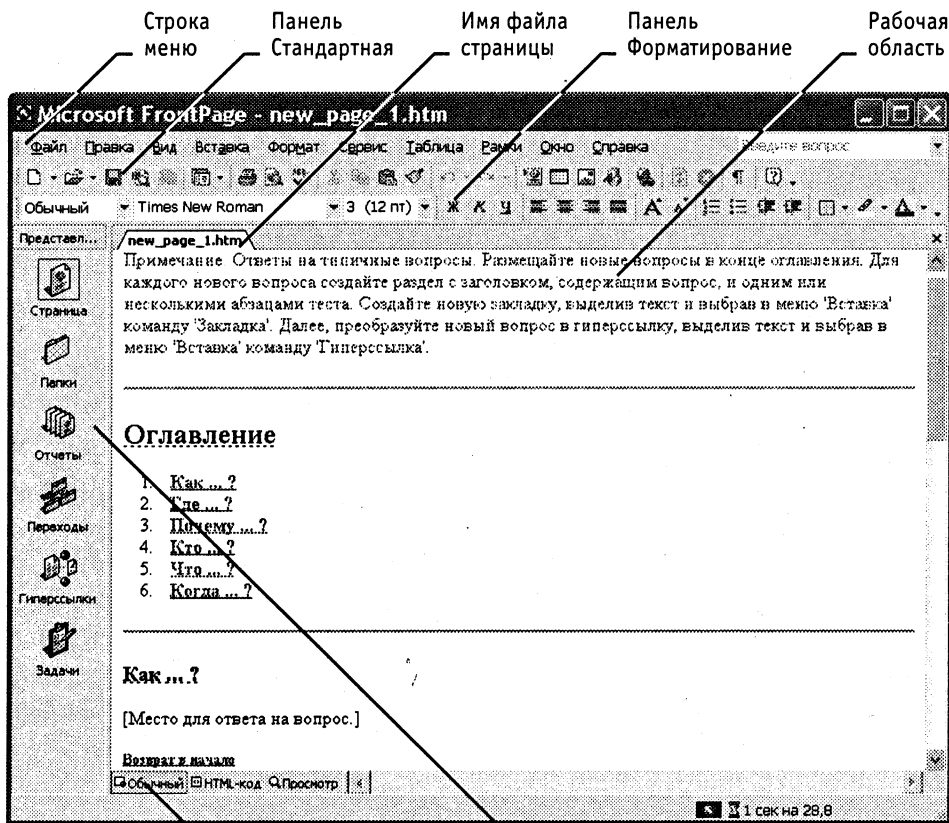 Строка меню
Панель Стандартная
Имя файла страницы
Панель Форматирование
Рабочая область
Microsoft FrontPage - new_page_1.htm
Файл Правка Вид Вставка Формат Сервис Таблица Рамки Окно Справка Введите вопрос
Обычный Times New Roman 3 (12 пт) Ж К Ч
Представл...
new_page_1.htm
Примечание Ответы на типичные вопросы. Размещайте новые вопросы в конце оглавления. Для
каждого нового вопроса создайте раздел с заголовком, содержащим вопрос, и одним или
несколькими абзацами теста. Создайте новую закладку, выделив текст и выбрав в меню 'Вставка'
команду 'Закладка'. Далее, преобразуйте новый вопрос в гиперссылку, выделив текст и выбрав в
меню 'Вставка' команду 'Гиперссылка'.
Страница
Папки
Отчеты
Переходы
Гиперссылки
Задачи
Оглавление
1. Как ... ?
2. Где ... ?
3. Почему ... ?
4. Кто ... ?
5. Что ... ?
6. Когда ... ?
Как ... ?
[Место для ответа на вопрос.]
Возврат в начало
Обычный HTML-код Просмотр
1 сек на 28,8